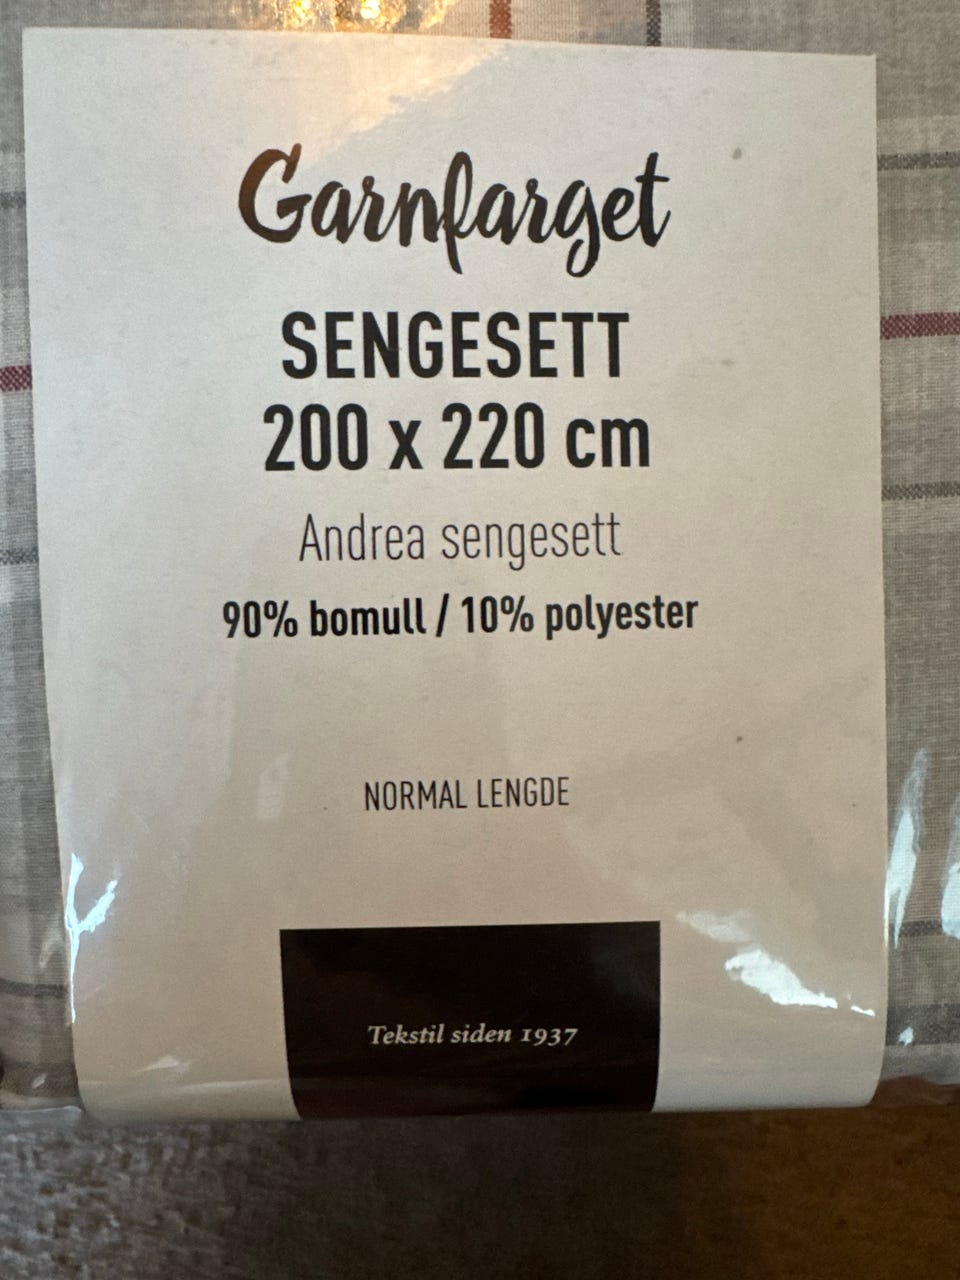 Garnfarget
SENGESETT
200 x 220 cm
Andrea sengesett
90% bomull / 10% polyester
NORMAL LENGDE
Tekstil siden 1937